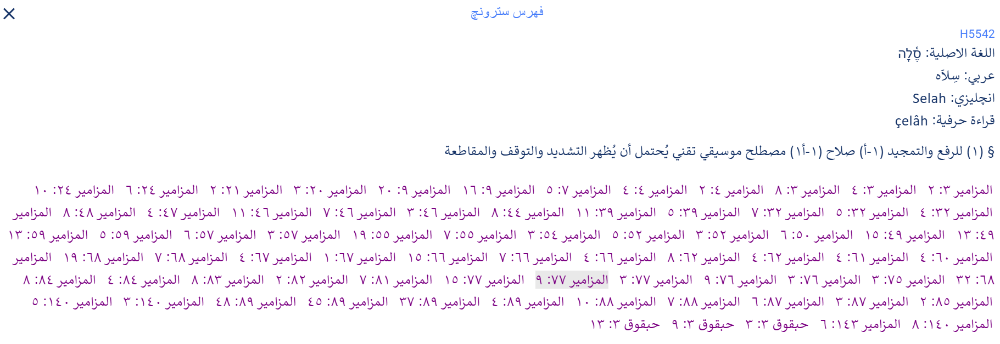 فهرس سترونچ
H5542
اللغة الاصلية: סֶ֫לָה
عربي: سِلاَه
انچليزي: Selah
قراءة حرفية: çelâh
§ (١) للرفع والتمجيد (١-أ) صلاح (١-أ١) مصطلح موسيقي تقني يُحتمل أن يُظهر التشديد والتوقف والمقاطعة
المزامير ٣: ٢ المزامير ٣: ٤ المزامير ٣: ٨ المزامير ٤: ٢ المزامير ٤: ٤ المزامير ٧: ٥ المزامير ٩: ١٦ المزامير ٩: ٢٠ المزامير ٢٠: ٣ المزامير ٢١: ٢ المزامير ٢٤: ٦ المزامير ٢٤: ١٠
المزامير ٣٢: ٤ المزامير ٣٢: ٥ المزامير ٣٢: ٧ المزامير ٣٩: ٥ المزامير ٣٩: ١١ المزامير ٤٤: ٨ المزامير ٤٦: ٣ المزامير ٤٦: ٧ المزامير ٤٦: ١١ المزامير ٤٧: ٤ المزامير ٤٨: ٨ المزامير
٤٩: ١٣ المزامير ٤٩: ١٥ المزامير ٥٠: ٦ المزامير ٥٢: ٣ المزامير ٥٢: ٥ المزامير ٥٤: ٣ المزامير ٥٥: ٧ المزامير ٥٥: ١٩ المزامير ٥٧: ٣ المزامير ٥٧: ٦ المزامير ٥٩: ٥ المزامير ٥٩: ١٣
المزامير ٦٠: ٤ المزامير ٦١: ٤ المزامير ٦٢: ٤ المزامير ٦٢: ٨ المزامير ٦٦: ٤ المزامير ٦٦: ٧ المزامير ٦٦: ١٥ المزامير ٦٧: ١ المزامير ٦٧: ٤ المزامير ٦٨: ٧ المزامير ٦٨: ١٩ المزامير
٦٨: ٣٢ المزامير ٧٥: ٣ المزامير ٧٦: ٣ المزامير ٧٦: ٩ المزامير ٧٧: ٣ المزامير ٧٧: ٩ المزامير ٧٧: ١٥ المزامير ٨١: ٧ المزامير ٨٢: ٢ المزامير ٨٣: ٨ المزامير ٨٤: ٤ المزامير ٨٤: ٨
المزامير ٨٥: ٢ المزامير ٨٧: ٣ المزامير ٨٧: ٦ المزامير ٨٨: ٧ المزامير ٨٨: ١٠ المزامير ٨٩: ٤ المزامير ٨٩: ٣٧ المزامير ٨٩: ٤٥ المزامير ٨٩: ٤٨ المزامير ١٤٠: ٣ المزامير ١٤٠: ٥
المزامير ١٤٠: ٨ المزامير ١٤٣: ٦ حبقوق ٣: ٣ حبقوق ٣: ٩ حبقوق ٣: ١٣